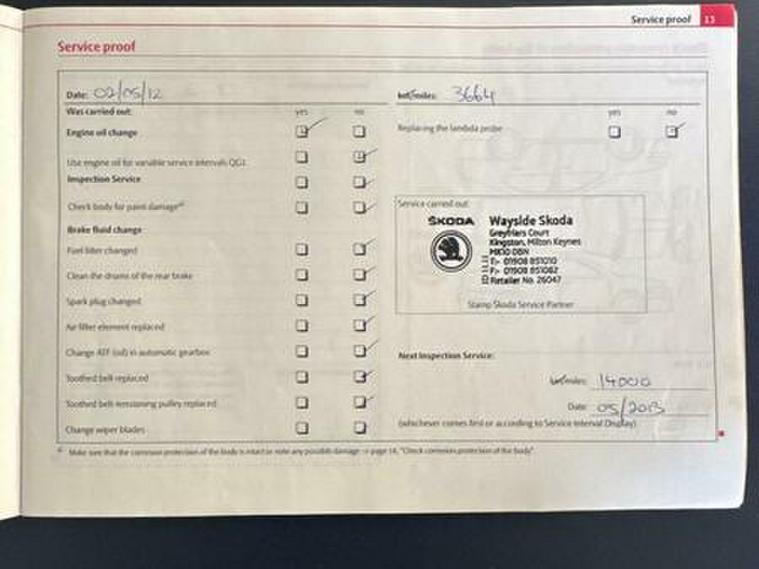 Service proof 13
Service proof
Date: 02/05/12 km/miles: 3664
Was carried out: yes no yes no
Engine oil change Replacing the lambda probe
Use engine oil for variable service intervals QG1
Inspection Service
Check body for paint damage
Service carried out:
ŠKODA Wayside Skoda
Greyfriars Court
Kingston, Milton Keynes
MK10 0BN
T:- 01908 851010
F:- 01908 851082
Retailer No. 26047
Stamp Škoda Service Partner
Brake fluid change
Fuel filter changed
Clean the drums of the rear brake
Spark plug changed
Air filter element replaced
Change ATF (oil) in automatic gearbox
Toothed belt replaced
Toothed belt tensioning pulley replaced
Change wiper blades
Next Inspection Service:
km/miles: 14000
Date: 05/2013
(whichever comes first or according to Service Interval Display)
Make sure that the corrosion protection of the body is intact or note any possible damage -> page 14, "Check corrosion protection of the body"